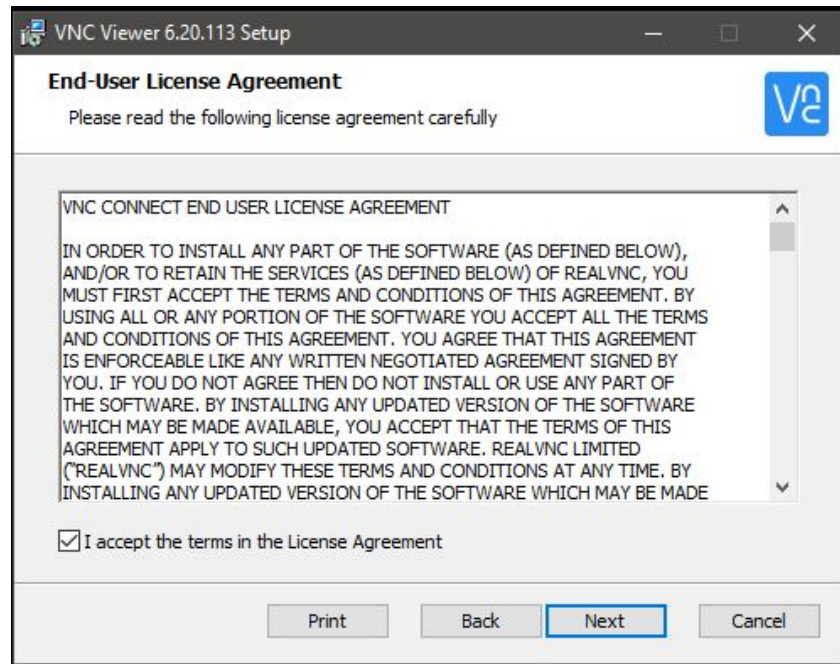 VNC Viewer 6.20.113 Setup
End-User License Agreement
Please read the following license agreement carefully
VNC CONNECT END USER LICENSE AGREEMENT
IN ORDER TO INSTALL ANY PART OF THE SOFTWARE (AS DEFINED BELOW),
AND/OR TO RETAIN THE SERVICES (AS DEFINED BELOW) OF REALVNC, YOU
MUST FIRST ACCEPT THE TERMS AND CONDITIONS OF THIS AGREEMENT. BY
USING ALL OR ANY PORTION OF THE SOFTWARE YOU ACCEPT ALL THE TERMS
AND CONDITIONS OF THIS AGREEMENT. YOU AGREE THAT THIS AGREEMENT
IS ENFORCEABLE LIKE ANY WRITTEN NEGOTIATED AGREEMENT SIGNED BY
YOU. IF YOU DO NOT AGREE THEN DO NOT INSTALL OR USE ANY PART OF
THE SOFTWARE. BY INSTALLING ANY UPDATED VERSION OF THE SOFTWARE
WHICH MAY BE MADE AVAILABLE, YOU ACCEPT THAT THE TERMS OF THIS
AGREEMENT APPLY TO SUCH UPDATED SOFTWARE. REALVNC LIMITED
("REALVNC") MAY MODIFY THESE TERMS AND CONDITIONS AT ANY TIME. BY
INSTALLING ANY UPDATED VERSION OF THE SOFTWARE WHICH MAY BE MADE
I accept the terms in the License Agreement
Print Back Next Cancel